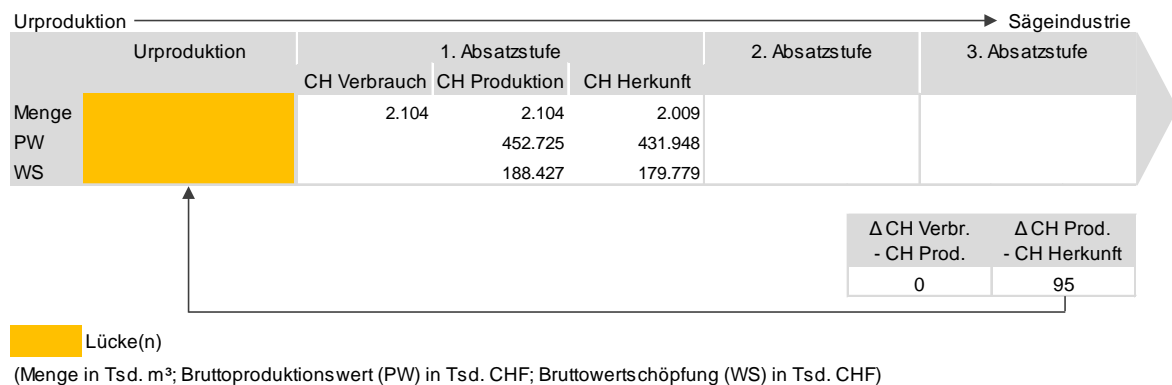 Urproduktion Sägeindustrie
Urproduktion 1. Absatzstufe 2. Absatzstufe 3. Absatzstufe
CH Verbrauch CH Produktion CH Herkunft
Menge 2.104 2.104 2.009
PW 452.725 431.948
WS 188.427 179.779
Δ CH Verbr. Δ CH Prod.
- CH Prod. - CH Herkunft
0 95
Lücke(n)
(Menge in Tsd. m³; Bruttoproduktionswert (PW) in Tsd. CHF; Bruttowertschöpfung (WS) in Tsd. CHF)